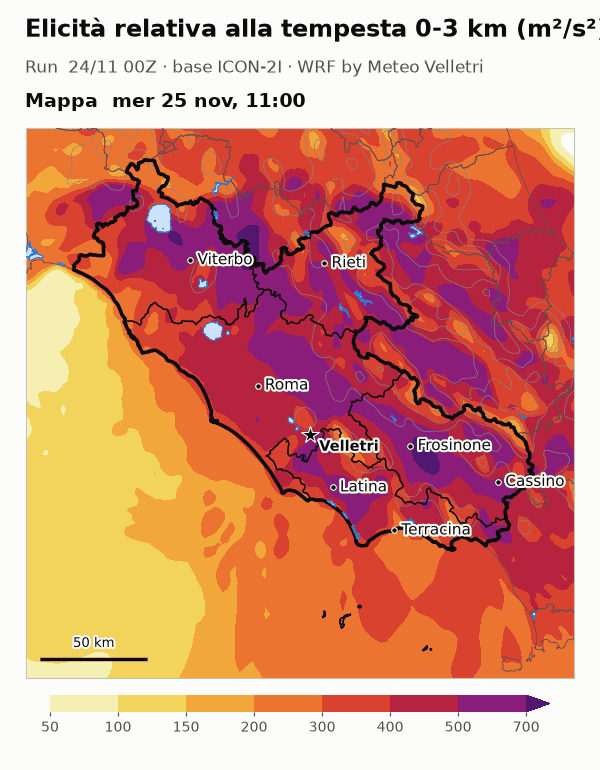 Elicità relativa alla tempesta 0-3 km (m²/s²)
Run  24/11 00Z · base ICON-2I · WRF by Meteo Velletri
Mappa  mer 25 nov, 11:00
Viterbo
Rieti
Roma
Velletri
Frosinone
Cassino
Latina
Terracina
50 km
50 100 150 200 300 400 500 700